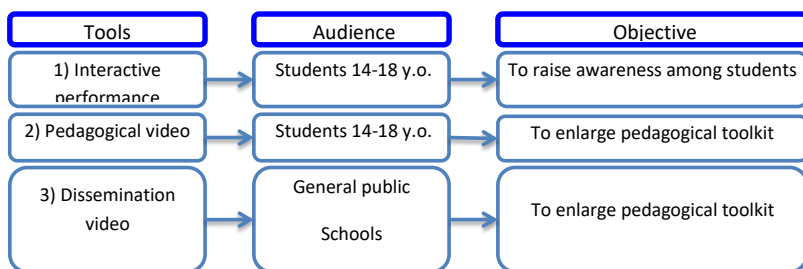 Tools
Audience
Objective
1) Interactive
performance
Students 14-18 y.o.
To raise awareness among students
2) Pedagogical video
Students 14-18 y.o.
To enlarge pedagogical toolkit
3) Dissemination
video
General public
Schools
To enlarge pedagogical toolkit